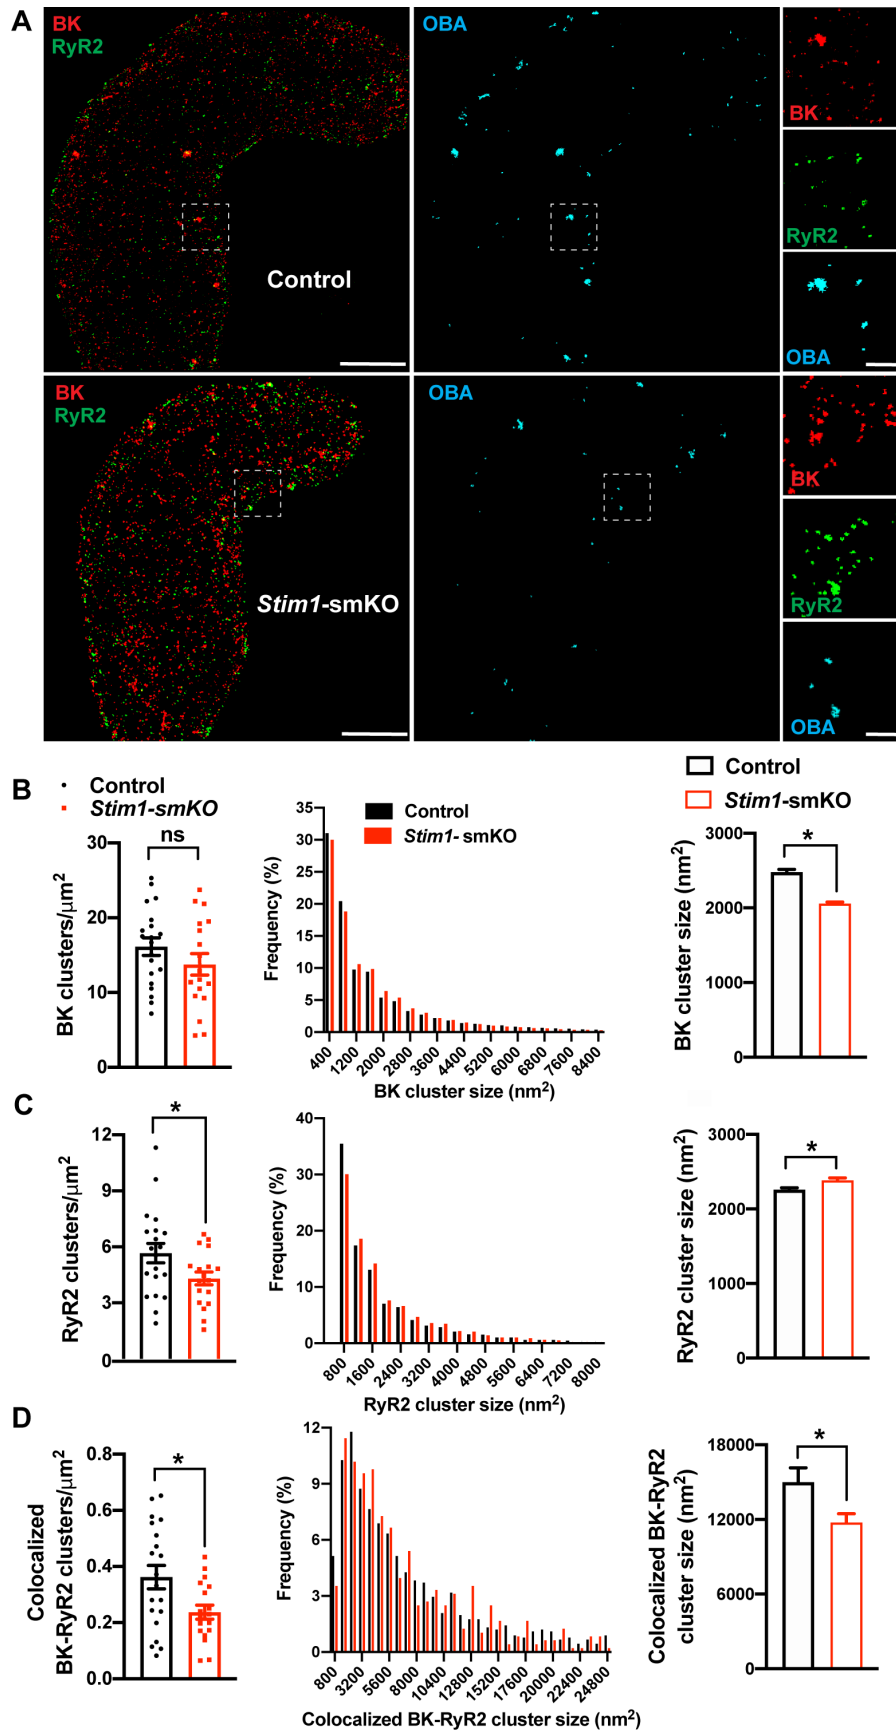 A
BK
RyR2
Control
OBA
BK
RyR2
OBA
BK
RyR2
Stim1-smKO
OBA
BK
RyR2
OBA
B
Control
Stim1-smKO
30
20
10
0
BK clusters/μm2
ns
Control
Stim1- smKO
35
30
25
20
15
10
5
0
Frequency (%)
400
1200
2000
2800
3600
4400
5200
6000
6800
7600
8400
BK cluster size (nm2)
Control
Stim1-smKO
3000
2000
1000
0
BK cluster size (nm2)
*
C
12
9
6
3
0
RyR2 clusters/μm2
*
40
30
20
10
0
Frequency (%)
800
1600
2400
3200
4000
4800
5600
6400
7200
8000
RyR2 cluster size (nm2)
3000
2000
1000
0
RyR2 cluster size (nm2)
*
D
0.8
0.6
0.4
0.2
0.0
Colocalized
BK-RyR2 clusters/μm2
*
12
9
6
3
0
Frequency (%)
800
3200
5600
8000
10400
12800
15200
17600
20000
22400
24800
Colocalized BK-RyR2 cluster size (nm2)
18000
12000
6000
0
Colocalized BK-RyR2
cluster size (nm2)
*